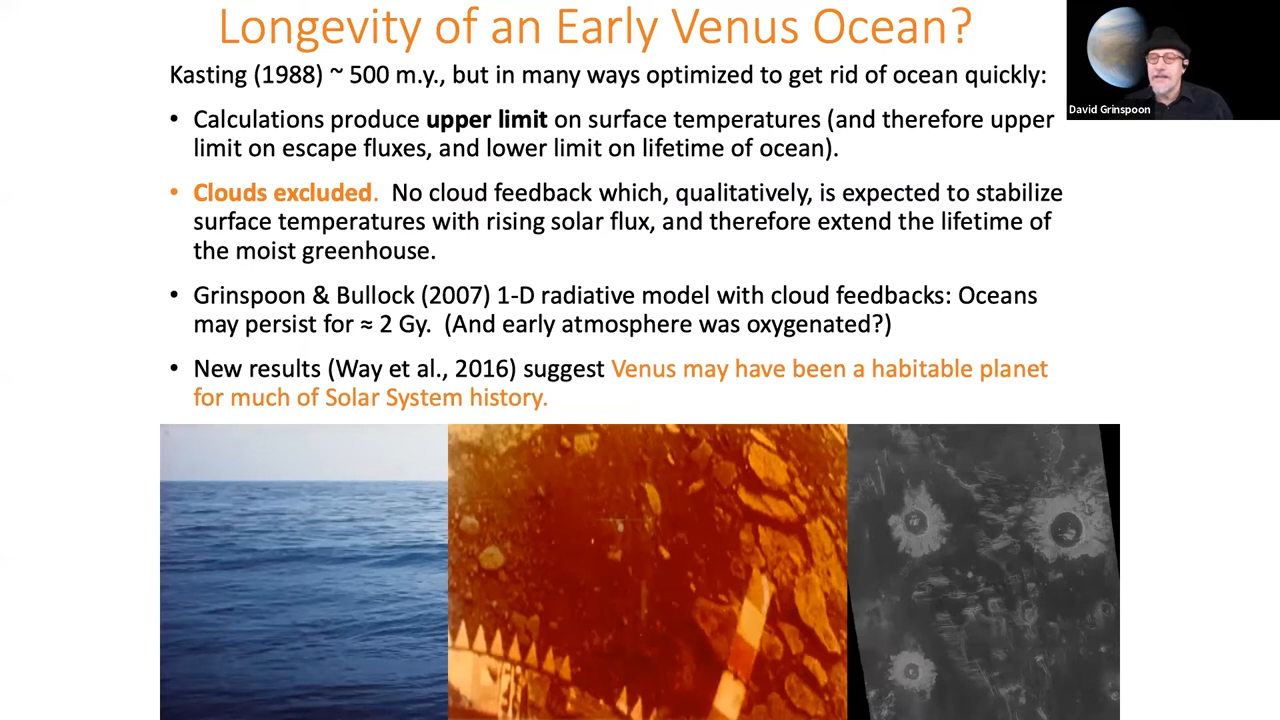 Longevity of an Early Venus Ocean?
Kasting (1988) ~ 500 m.y., but in many ways optimized to get rid of ocean quickly:
• Calculations produce upper limit on surface temperatures (and therefore upper
limit on escape fluxes, and lower limit on lifetime of ocean).
• Clouds excluded. No cloud feedback which, qualitatively, is expected to stabilize
surface temperatures with rising solar flux, and therefore extend the lifetime of
the moist greenhouse.
• Grinspoon & Bullock (2007) 1-D radiative model with cloud feedbacks: Oceans
may persist for ≈ 2 Gy. (And early atmosphere was oxygenated?)
• New results (Way et al., 2016) suggest Venus may have been a habitable planet
for much of Solar System history.
David Grinspoon